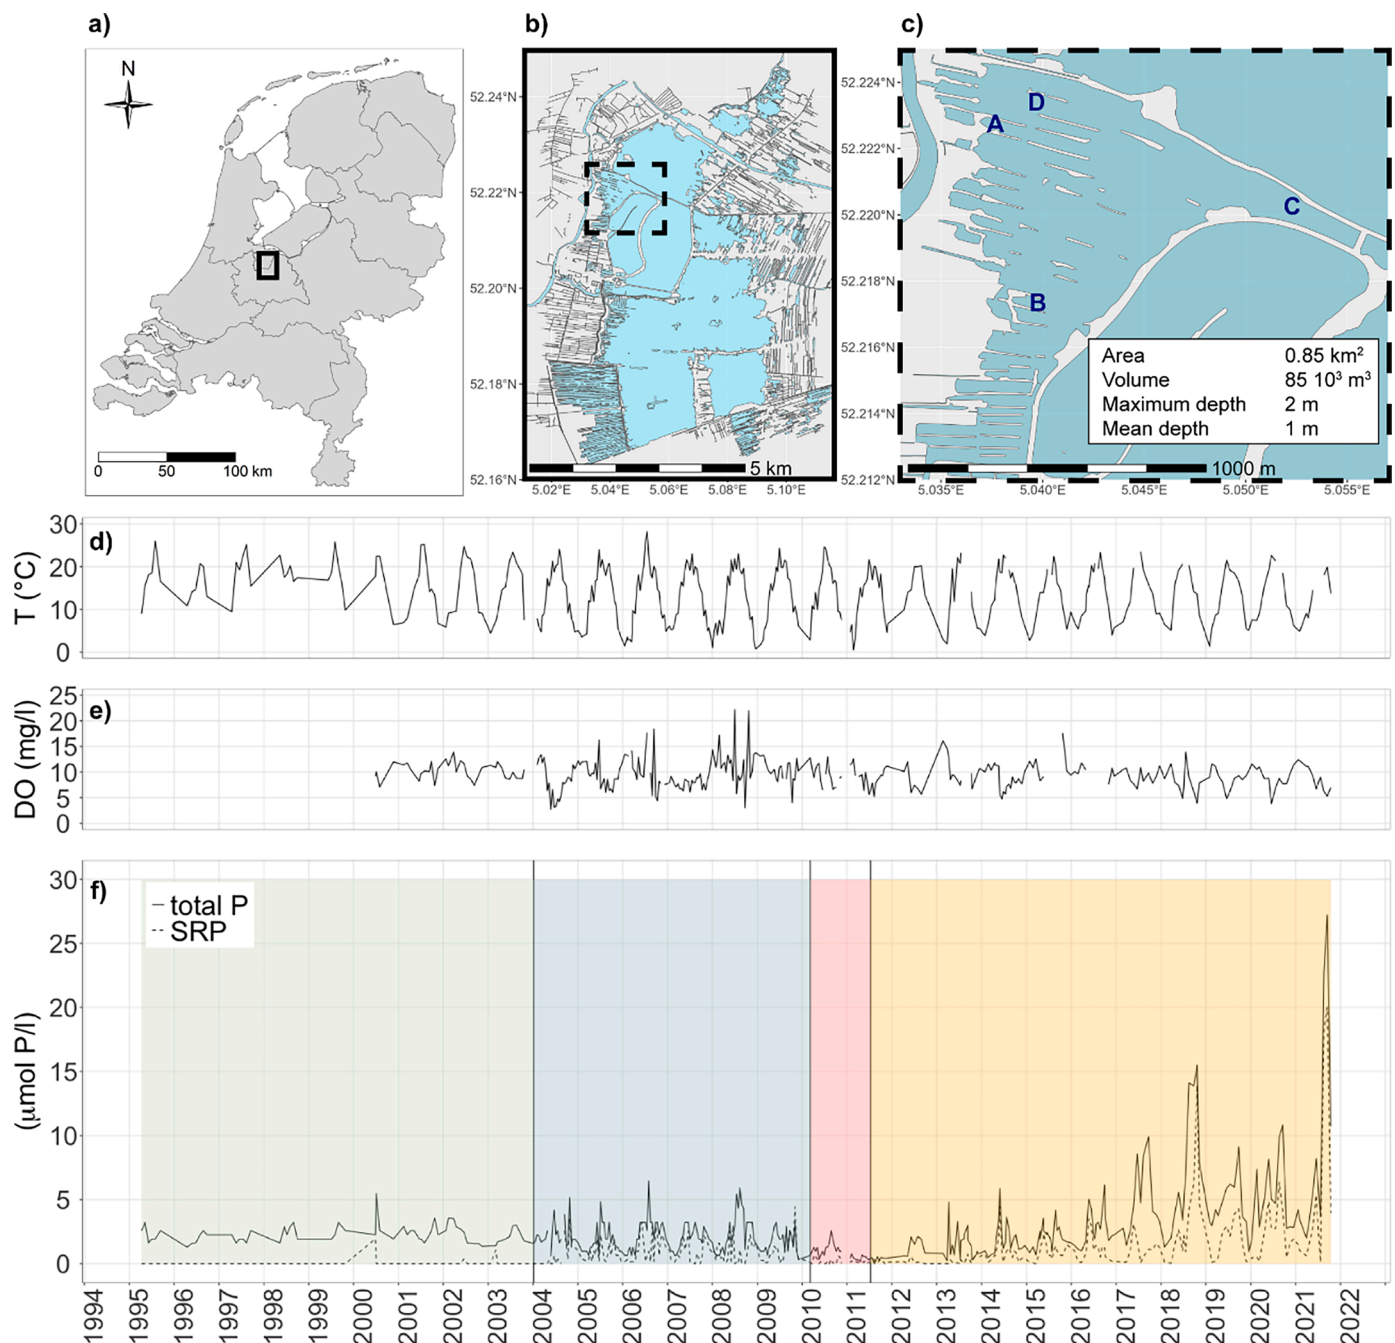 a)
N
0 50 100 km
b)
52.24°N
52.22°N
52.20°N
52.18°N
52.16°N
5 km
5.02°E 5.04°E 5.06°E 5.08°E 5.10°E
c)
52.224°N
52.222°N
52.220°N
52.218°N
52.216°N
52.214°N
52.212°N
D
A
C
B
Area 0.85 km²
Volume 85 10³ m³
Maximum depth 2 m
Mean depth 1 m
1000 m
5.035°E 5.040°E 5.045°E 5.050°E 5.055°E
d)
T (°C)
30
20
10
0
e)
DO (mg/l)
25
20
15
10
5
0
f)
total P
SRP
(µmol P/l)
30
25
20
15
10
5
0
1994 1995 1996 1997 1998 1999 2000 2001 2002 2003 2004 2005 2006 2007 2008 2009 2010 2011 2012 2013 2014 2015 2016 2017 2018 2019 2020 2021 2022